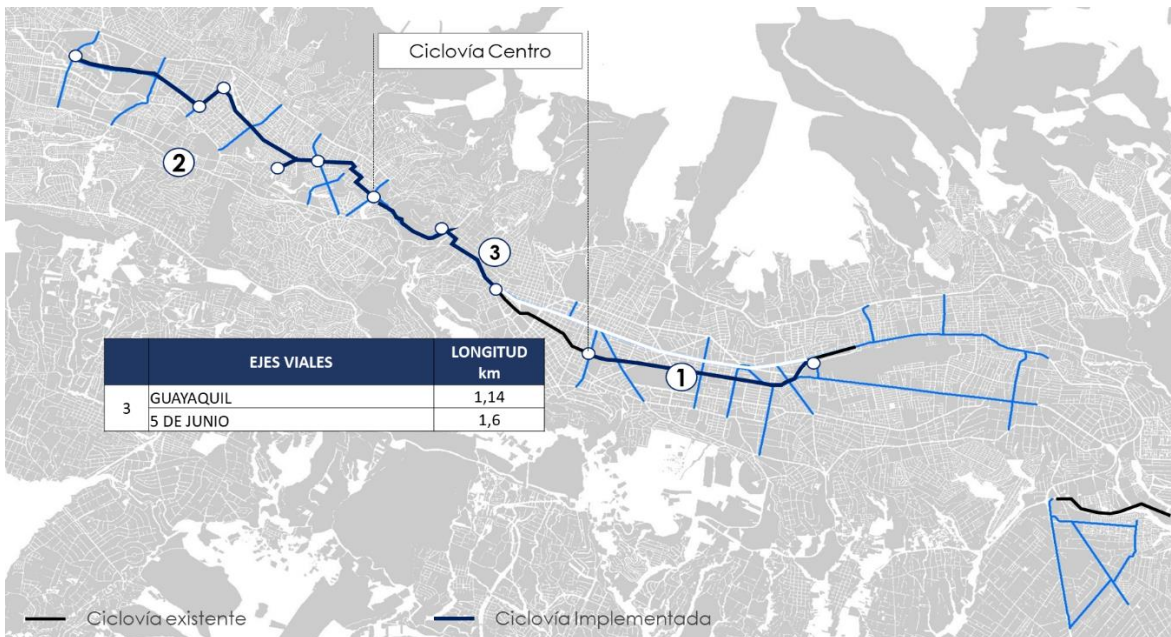 Ciclovía Centro
2
3
EJES VIALES LONGITUD
km
3 GUAYAQUIL 1,14
5 DE JUNIO 1,6
1
Ciclovía existente Ciclovía Implementada